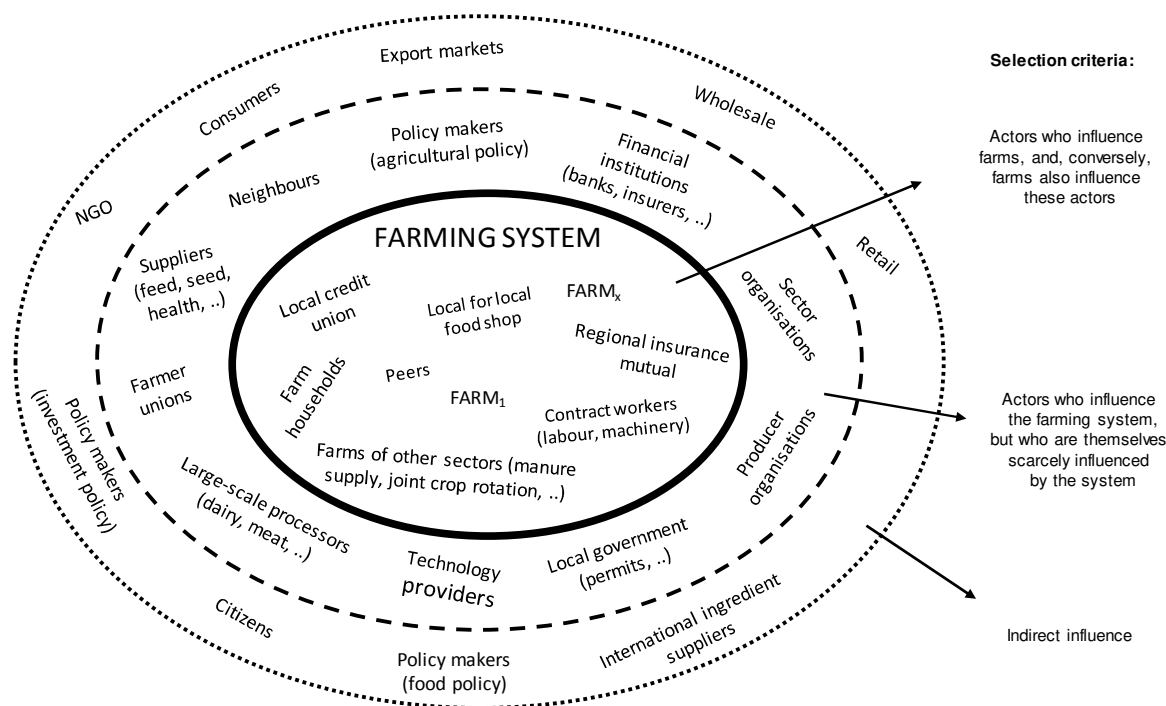 Export markets
Consumers
Wholesale
NGO
Retail
Policy makers
(agricultural policy)
Financial
institutions
(banks, insurers, ..)
Neighbours
Suppliers
(feed, seed,
health, ..)
Sector
organisations
FARMING SYSTEM
Local credit
union
Local for local
food shop
FARMₓ
Regional insurance
mutual
Farm
households
Peers
FARM₁
Contract workers
(labour, machinery)
Farms of other sectors (manure
supply, joint crop rotation, ..)
Farmer
unions
Producer
organisations
Large-scale processors
(dairy, meat, ..)
Technology
providers
Local government
(permits, ..)
Policy makers
(investment policy)
Citizens
Policy makers
(food policy)
International ingredient
suppliers
Selection criteria:
Actors who influence
farms, and, conversely,
farms also influence
these actors
Actors who influence
the farming system,
but who are themselves
scarcely influenced
by the system
Indirect influence